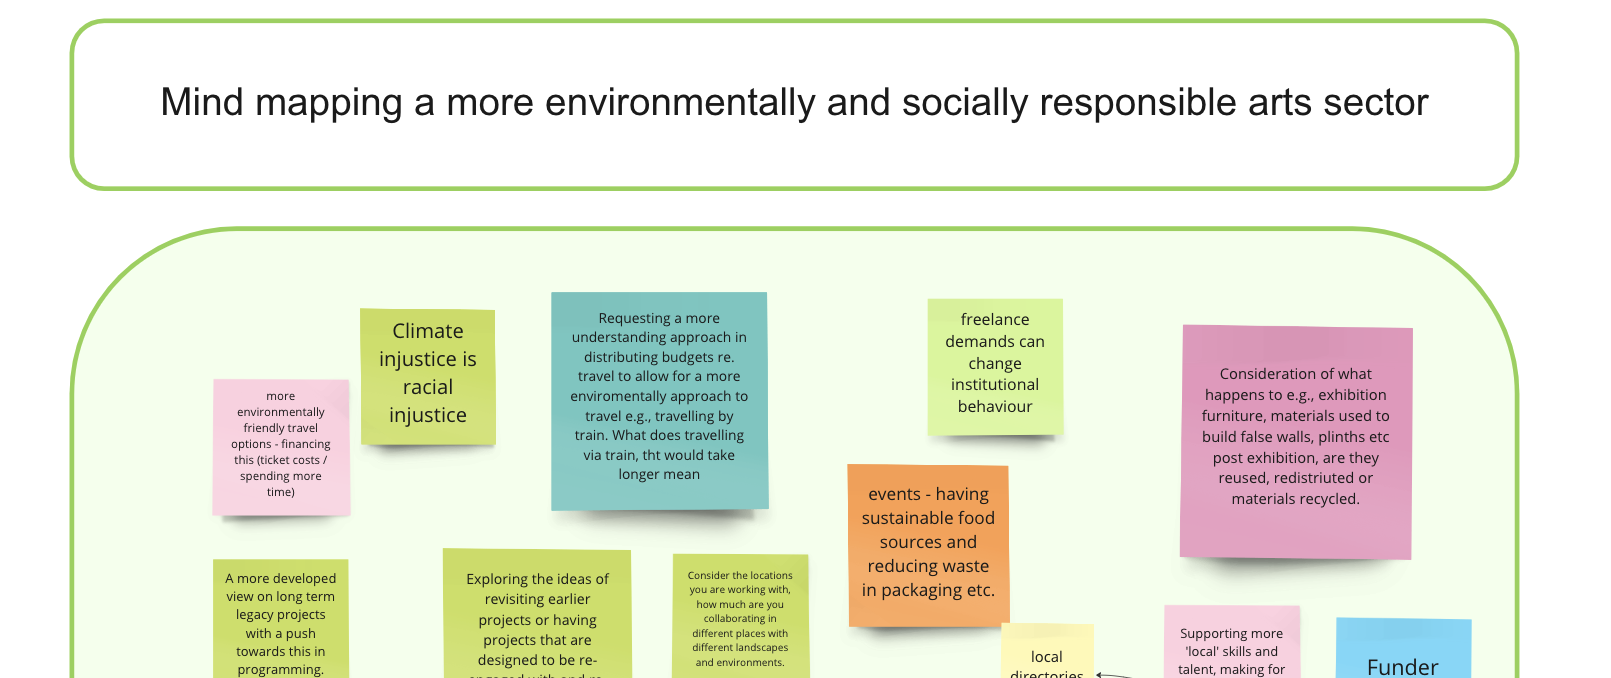 Mind mapping a more environmentally and socially responsible arts sector
Climate
injustice is
racial
injustice
more
environmentally
friendly travel
options - financing
this (ticket costs /
spending more
time)
Requesting a more
understanding approach in
distributing budgets re.
travel to allow for a more
enviromentally approach to
travel e.g., travelling by
train. What does travelling
via train, tht would take
longer mean
freelance
demands can
change
institutional
behaviour
Consideration of what
happens to e.g., exhibition
furniture, materials used to
build false walls, plinths etc
post exhibition, are they
reused, redistriuted or
materials recycled.
events - having
sustainable food
sources and
reducing waste
in packaging etc.
A more developed
view on long term
legacy projects
with a push
towards this in
programming.
Exploring the ideas of
revisiting earlier
projects or having
projects that are
designed to be re-
engaged with and re-
Consider the locations
you are working with,
how much are you
collaborating in
different places with
different landscapes
and environments.
local
directories
Supporting more
'local' skills and
talent, making for
Funder